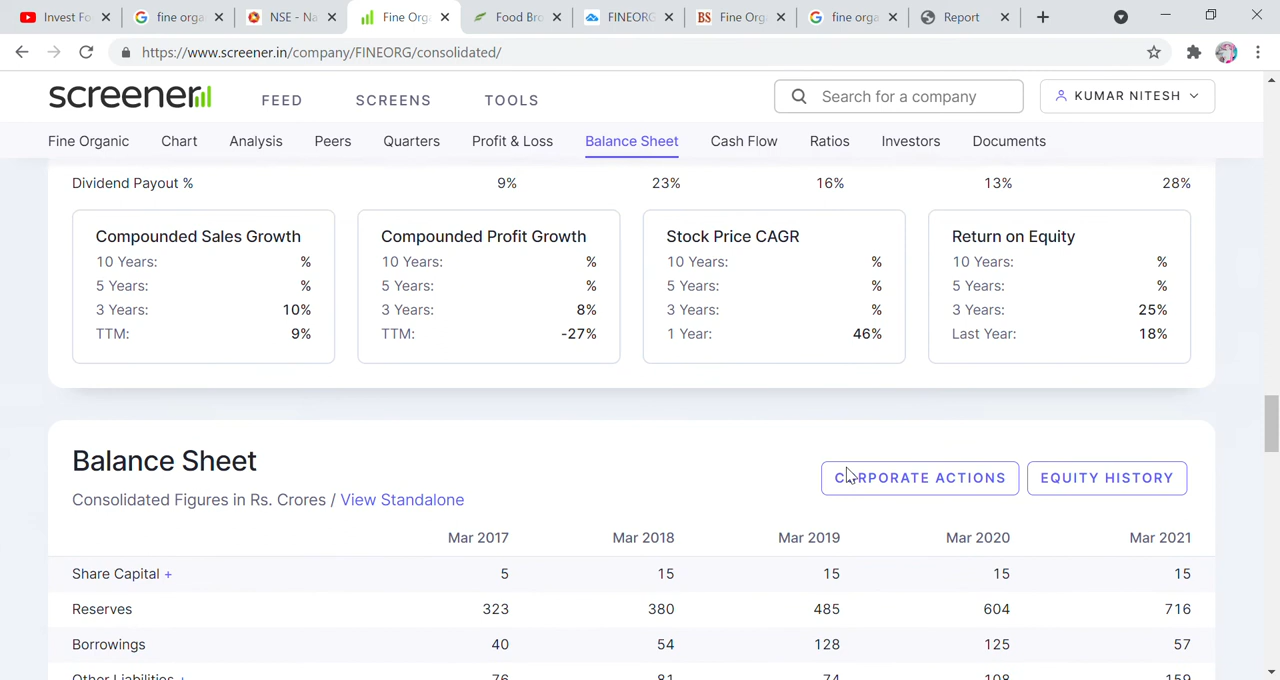 Invest Fo
fine orga
NSE - Na
Fine Org
Food Bro
FINEORG
Fine Org
fine orga
Report
https://www.screener.in/company/FINEORG/consolidated/
screener
FEED
SCREENS
TOOLS
Search for a company
KUMAR NITESH
Fine Organic
Chart
Analysis
Peers
Quarters
Profit & Loss
Balance Sheet
Cash Flow
Ratios
Investors
Documents
Dividend Payout % 9% 23% 16% 13% 28%
Compounded Sales Growth
10 Years: %
5 Years: %
3 Years: 10%
TTM: 9%
Compounded Profit Growth
10 Years: %
5 Years: %
3 Years: 8%
TTM: -27%
Stock Price CAGR
10 Years: %
5 Years: %
3 Years: %
1 Year: 46%
Return on Equity
10 Years: %
5 Years: %
3 Years: 25%
Last Year: 18%
Balance Sheet
Consolidated Figures in Rs. Crores / View Standalone
CORPORATE ACTIONS
EQUITY HISTORY
Mar 2017 Mar 2018 Mar 2019 Mar 2020 Mar 2021
Share Capital + 5 15 15 15 15
Reserves 323 380 485 604 716
Borrowings 40 54 128 125 57
Other Liabilities + 76 81 74 108 159